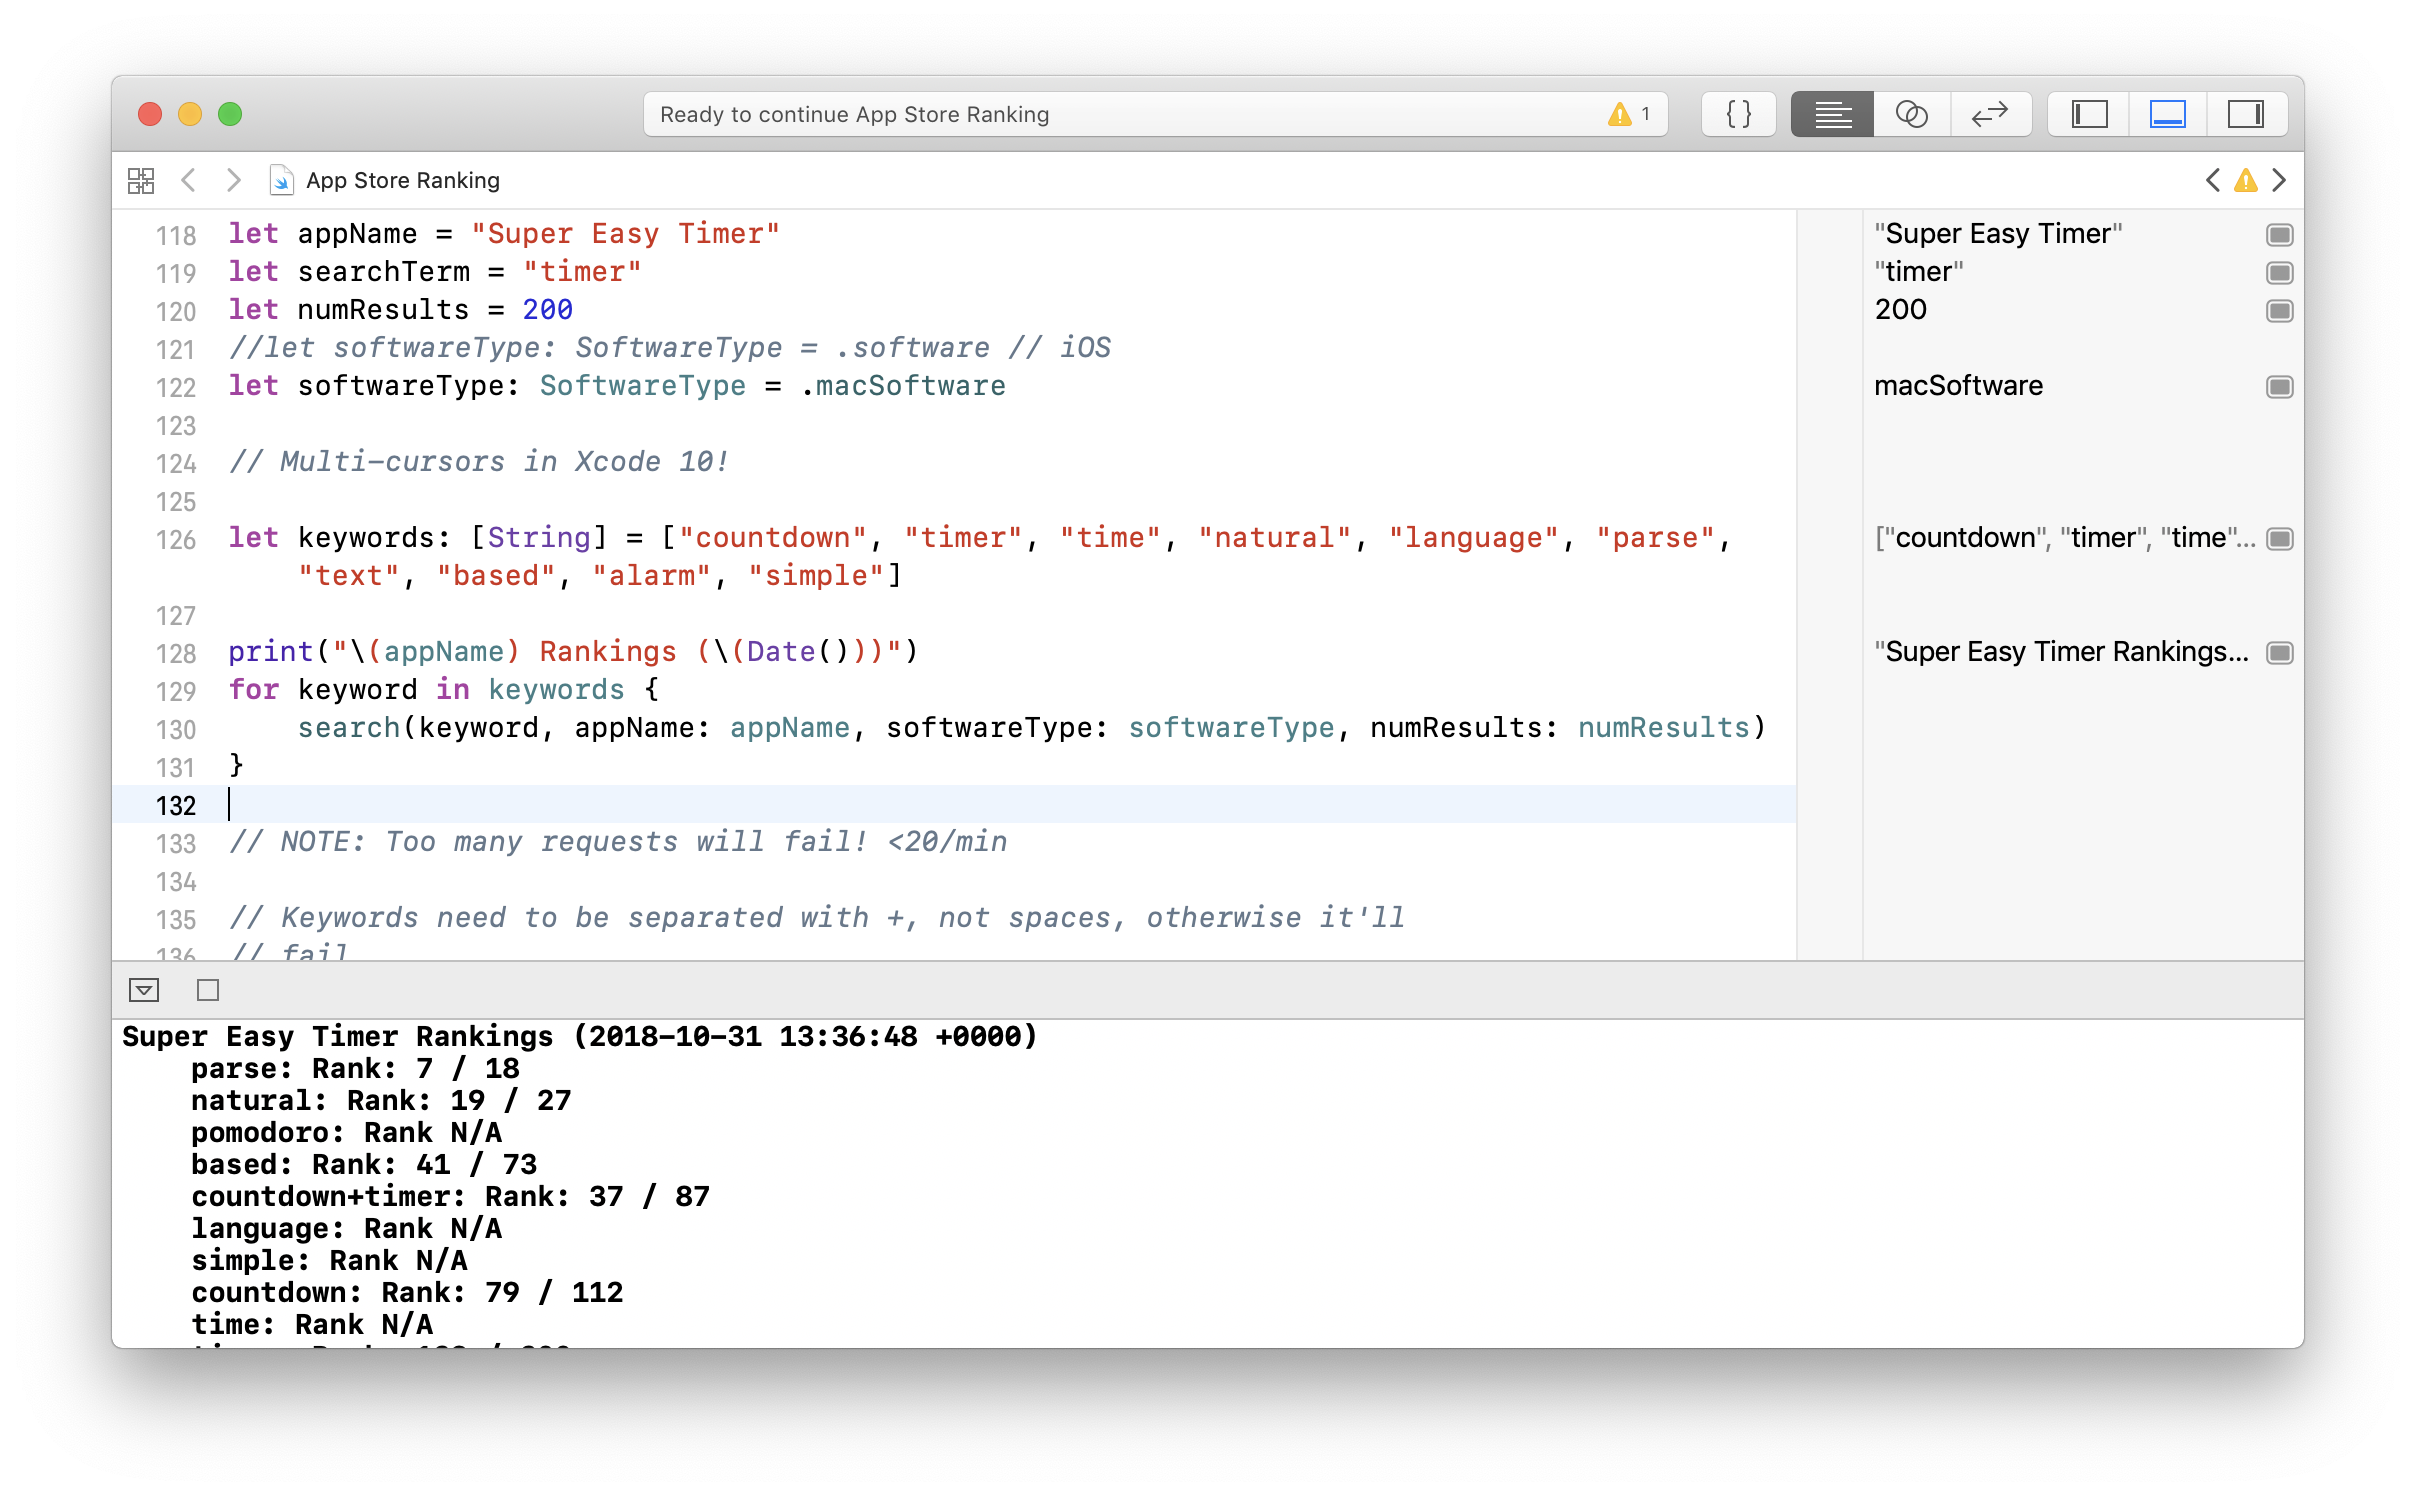 Ready to continue App Store Ranking
1
{ }
App Store Ranking
118 let appName = "Super Easy Timer"
"Super Easy Timer"
119 let searchTerm = "timer"
"timer"
120 let numResults = 200
200
121 //let softwareType: SoftwareType = .software // iOS
122 let softwareType: SoftwareType = .macSoftware
macSoftware
123
124 // Multi-cursors in Xcode 10!
125
126 let keywords: [String] = ["countdown", "timer", "time", "natural", "language", "parse",
["countdown", "timer", "time"...
"text", "based", "alarm", "simple"]
127
128 print("\(appName) Rankings (\(Date()))")
"Super Easy Timer Rankings...
129 for keyword in keywords {
130 search(keyword, appName: appName, softwareType: softwareType, numResults: numResults)
131 }
132
133 // NOTE: Too many requests will fail! <20/min
134
135 // Keywords need to be separated with +, not spaces, otherwise it'll
136 // fail
Super Easy Timer Rankings (2018-10-31 13:36:48 +0000)
parse: Rank: 7 / 18
natural: Rank: 19 / 27
pomodoro: Rank N/A
based: Rank: 41 / 73
countdown+timer: Rank: 37 / 87
language: Rank N/A
simple: Rank N/A
countdown: Rank: 79 / 112
time: Rank N/A